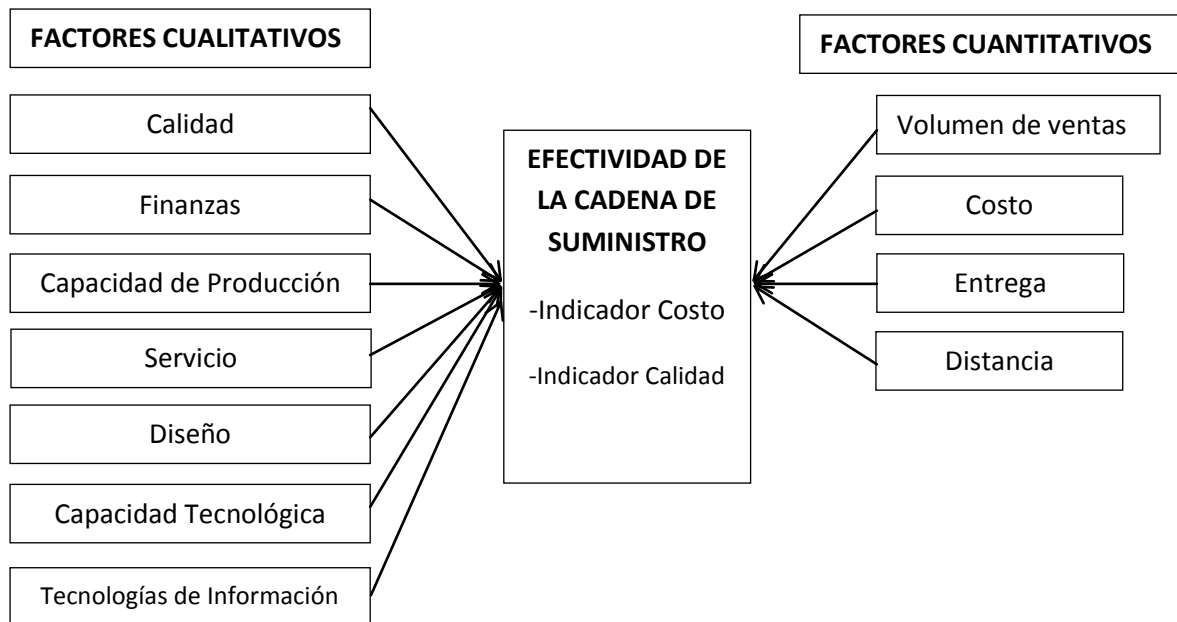 FACTORES CUALITATIVOS
Calidad
Finanzas
Capacidad de Producción
Servicio
Diseño
Capacidad Tecnológica
Tecnologías de Información
EFECTIVIDAD DE
LA CADENA DE
SUMINISTRO
-Indicador Costo
-Indicador Calidad
FACTORES CUANTITATIVOS
Volumen de ventas
Costo
Entrega
Distancia